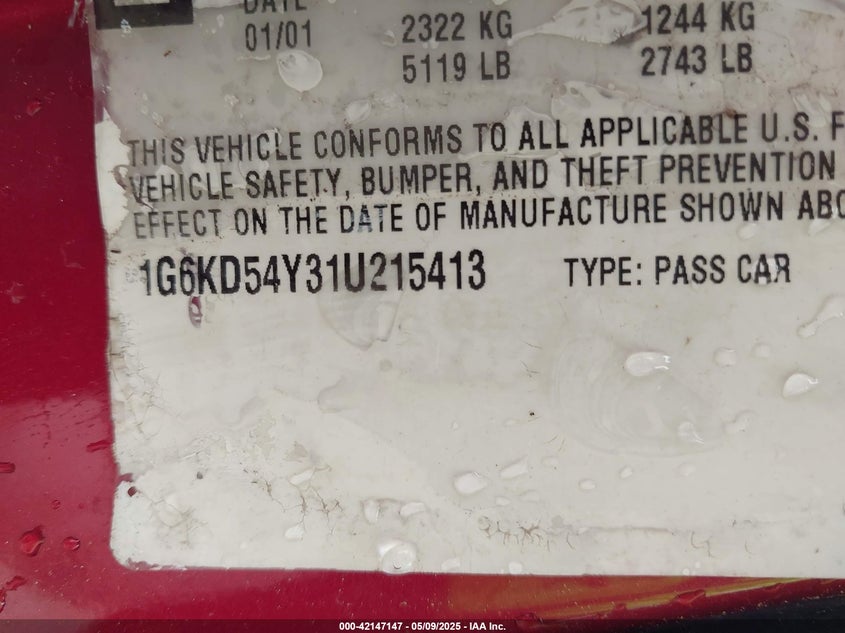 DATE
01/01 2322 KG 1244 KG
5119 LB 2743 LB
THIS VEHICLE CONFORMS TO ALL APPLICABLE U.S. F
VEHICLE SAFETY, BUMPER, AND THEFT PREVENTION
EFFECT ON THE DATE OF MANUFACTURE SHOWN ABO
1G6KD54Y31U215413 TYPE: PASS CAR
000-42147147 - 05/09/2025 - IAA Inc.